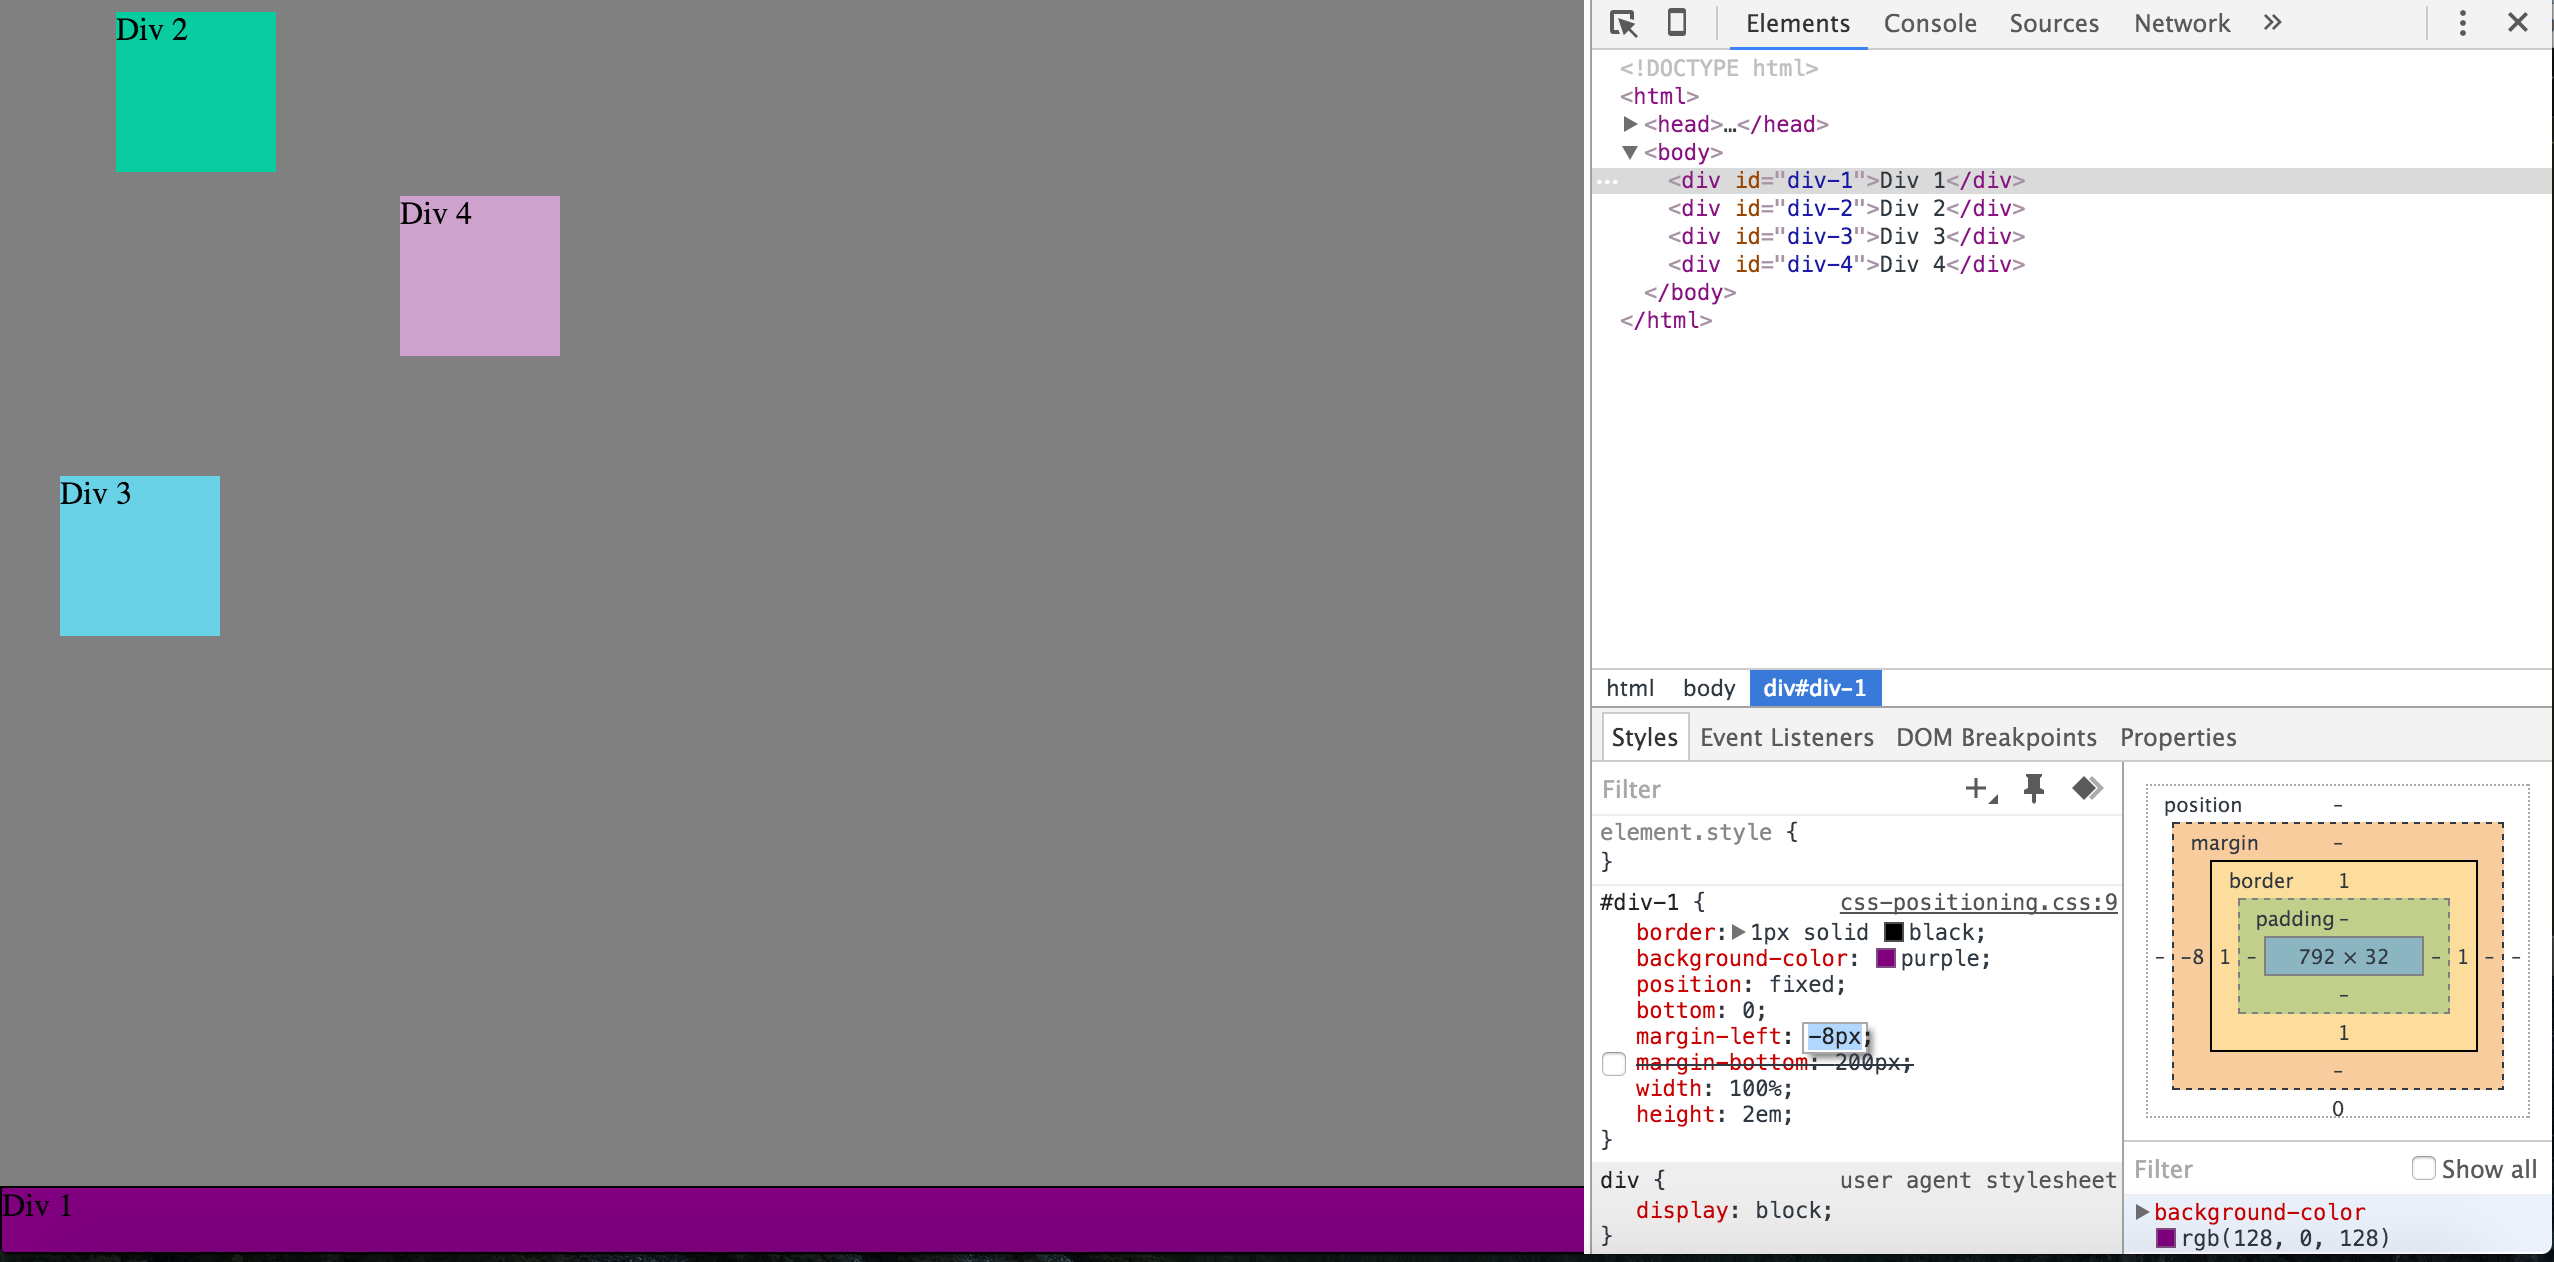 Div 2
Div 4
Div 3
Div 1
Elements Console Sources Network »
<!DOCTYPE html>
<html>
<head>…</head>
<body>
<div id="div-1">Div 1</div>
<div id="div-2">Div 2</div>
<div id="div-3">Div 3</div>
<div id="div-4">Div 4</div>
</body>
</html>
html body div#div-1
Styles Event Listeners DOM Breakpoints Properties
Filter
element.style {
}
#div-1 { css-positioning.css:9
border: 1px solid black;
background-color: purple;
position: fixed;
bottom: 0;
margin-left: -8px;
margin-bottom: 200px;
width: 100%;
height: 2em;
}
div { user agent stylesheet
display: block;
}
position -
margin -
border 1
padding -
- -8 1 - 792 × 32 - 1 - -
-
1
-
0
Filter Show all
background-color
rgb(128, 0, 128)